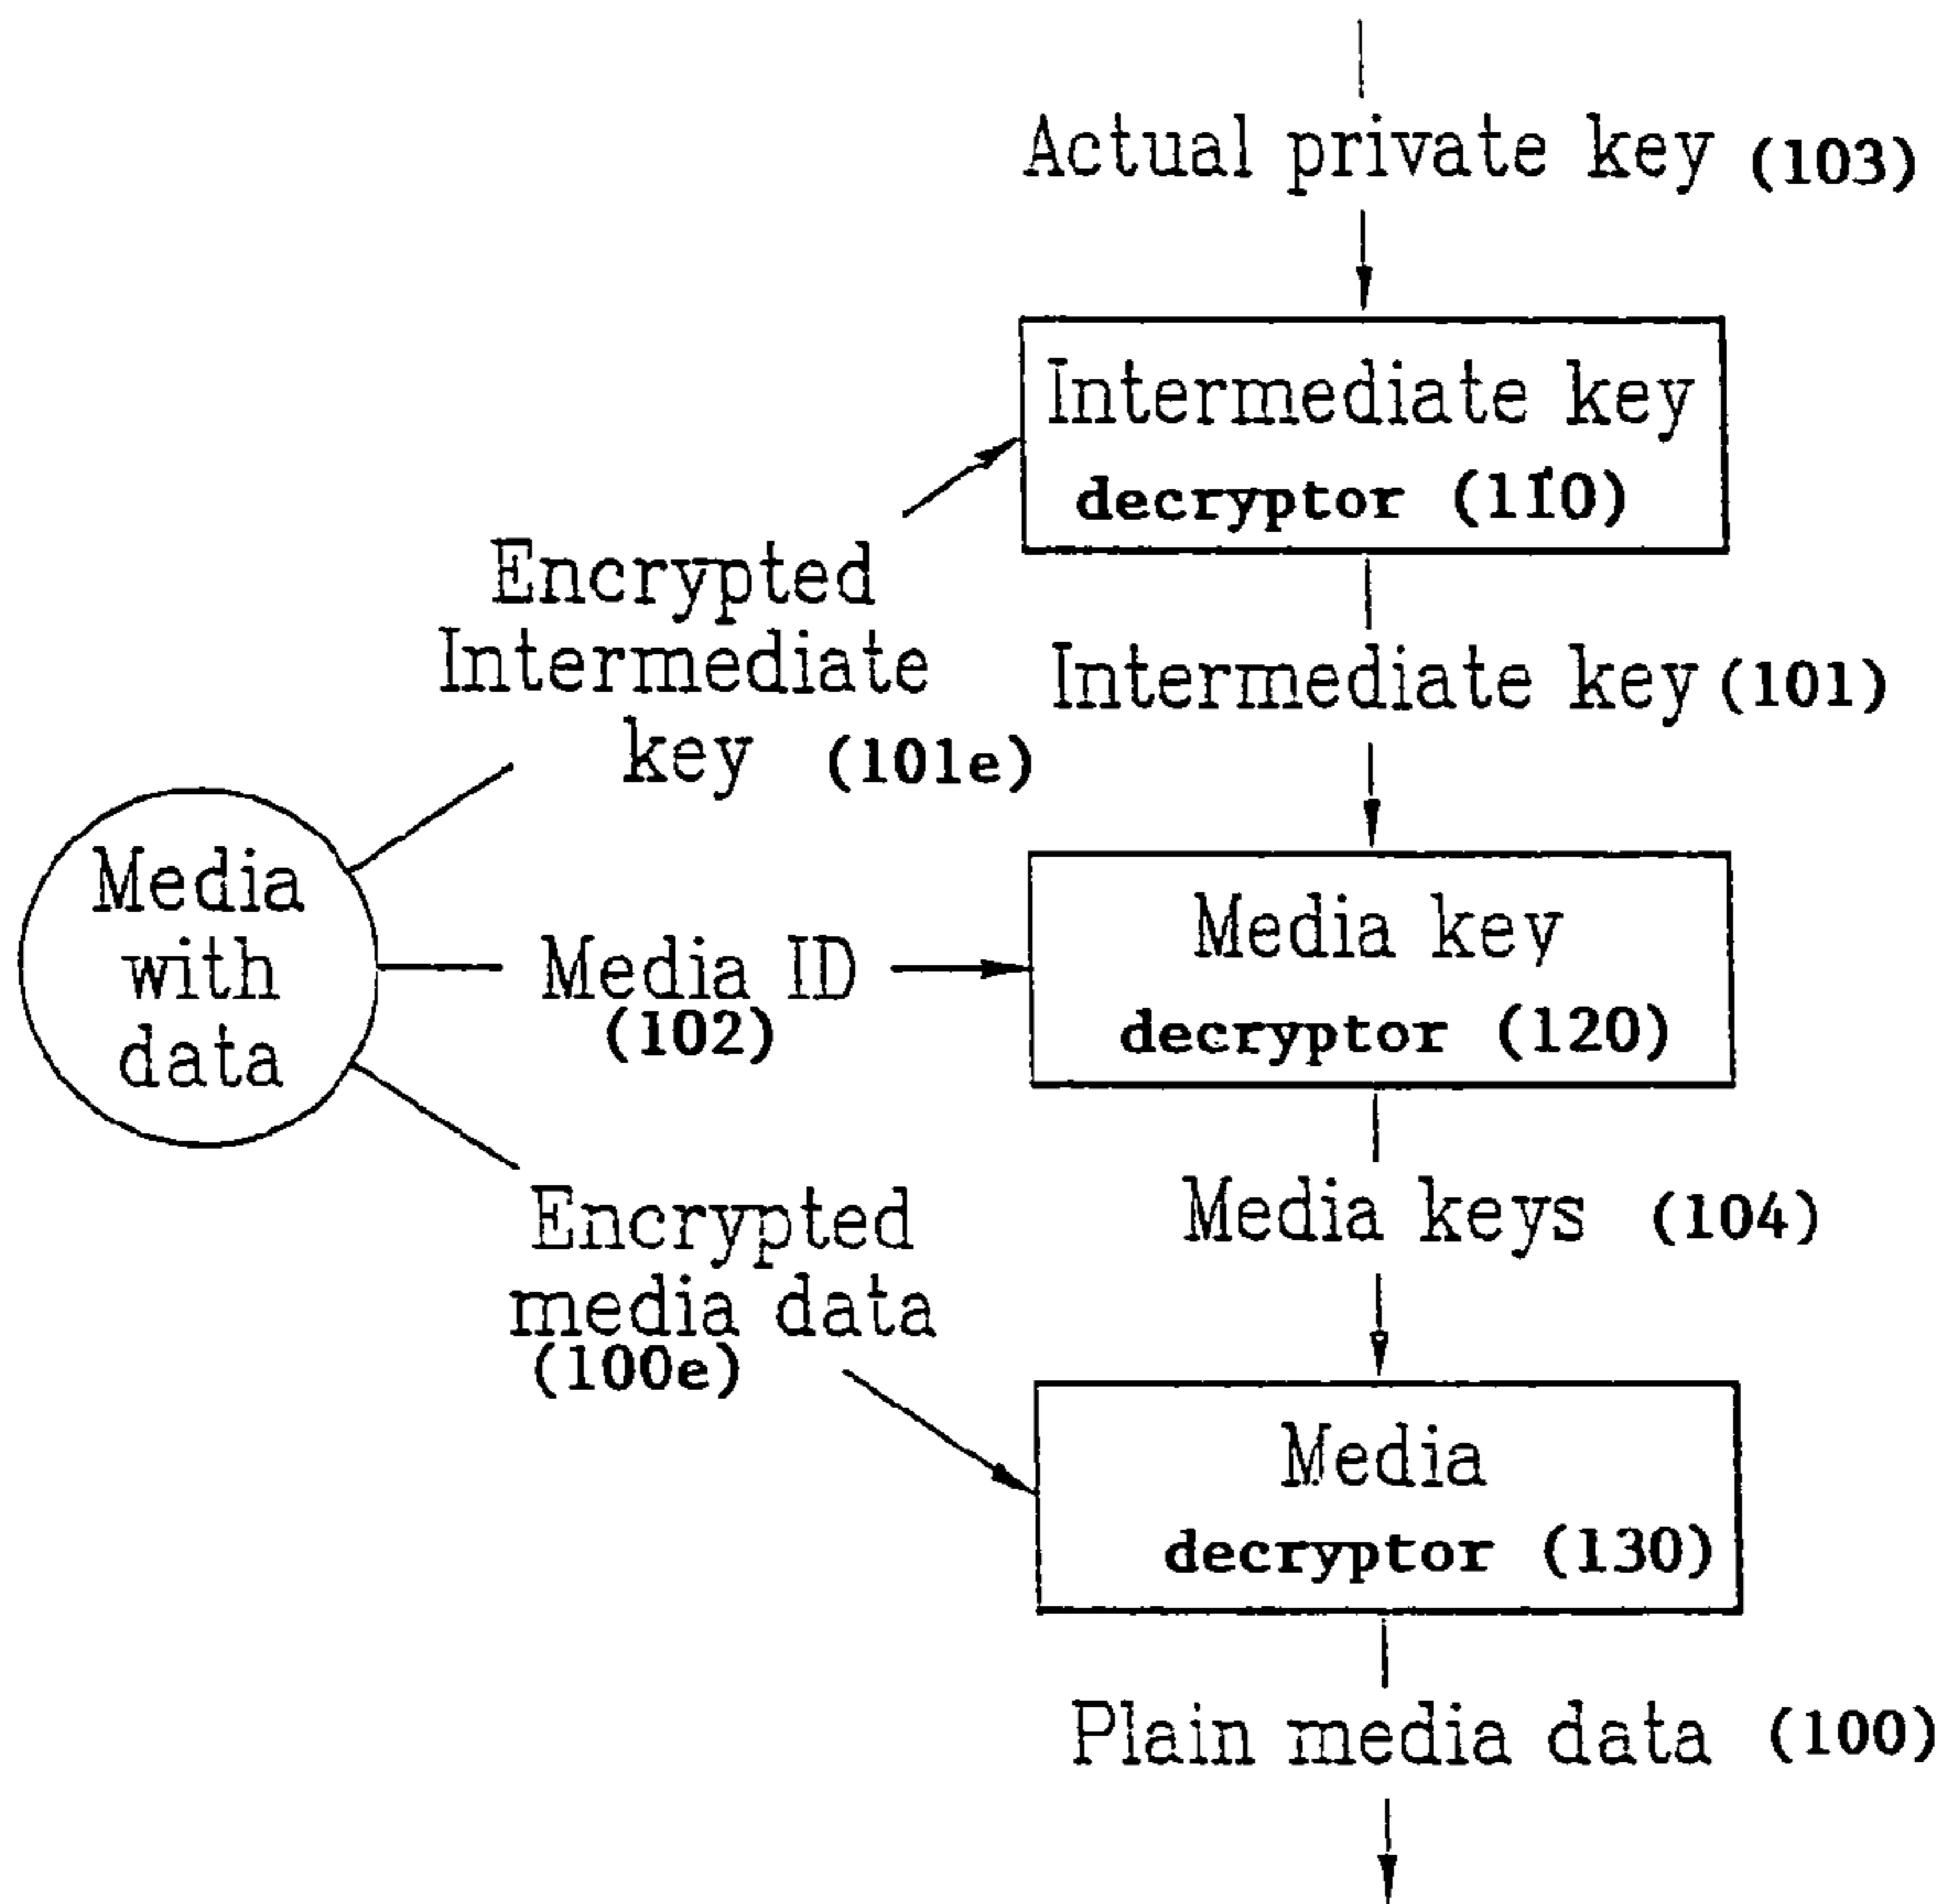 Actual private key (103)
Intermediate key
decryptor (110)
Encrypted
Intermediate
key (101e)
Intermediate key (101)
Media
with
data
Media ID
(102)
Media key
decryptor (120)
Encrypted
media data
(100e)
Media keys (104)
Media
decryptor (130)
Plain media data (100)